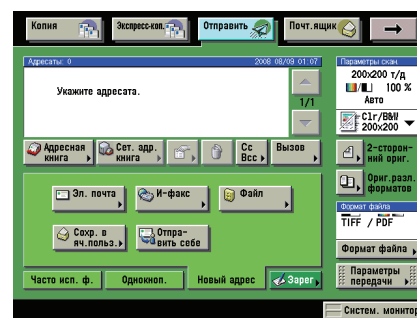 Копия
Экспресс-коп.
Отправить
Почт.ящик
Адресаты: 0
2008 08/09 01:07
Укажите адресата.
1/1
Параметры скан.
200x200 т/д
100 %
Авто
Clr/B&W
200x200
2-сторон-
ний ориг.
Ориг.разл.
форматов
Адресная
книга
Сет. адр.
книга
Cc
Bcc
Вызов
Эл. почта
И-факс
Файл
Сохр. в
яч.польз.
Отпра-
вить себе
Формат файла
TIFF / PDF
Формат файла
Параметры
передачи
Часто исп. ф.
Однокноп.
Новый адрес
Зарег.
Систем. монитор